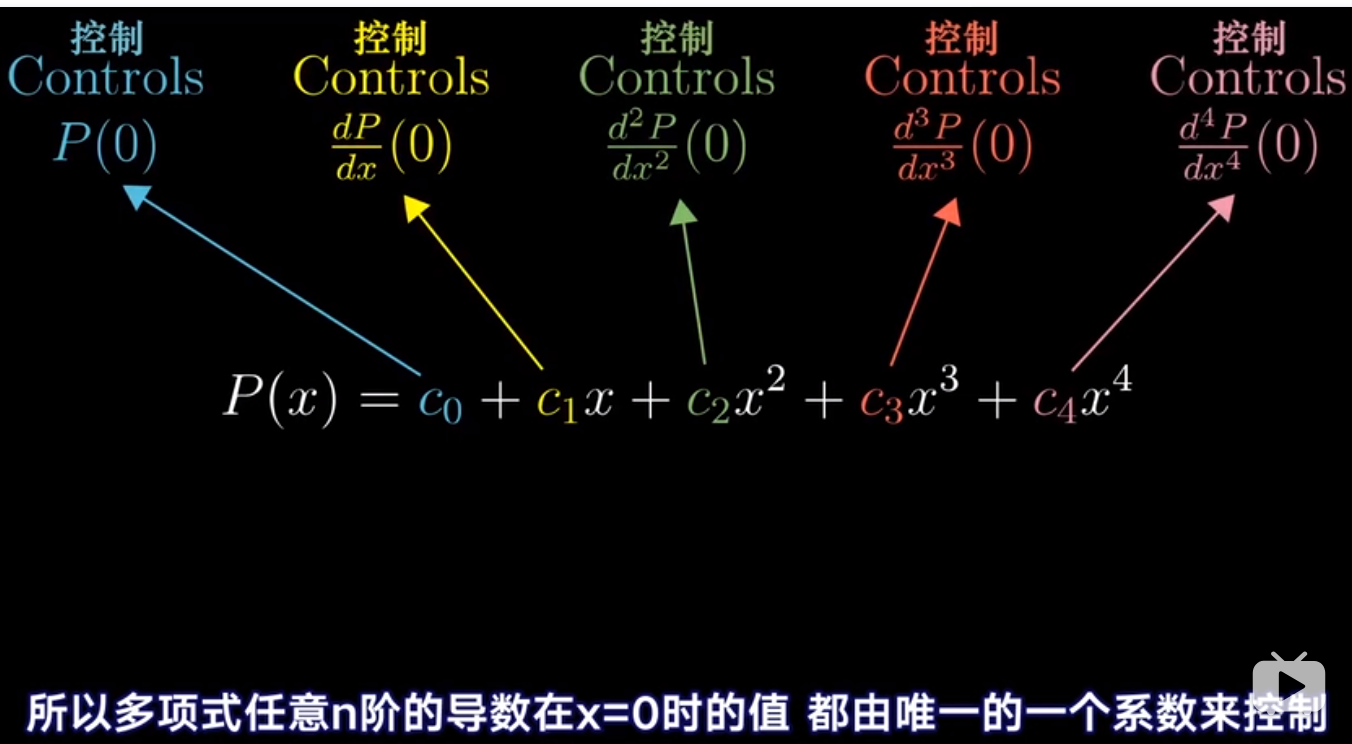 控制 控制 控制 控制 控制
Controls Controls Controls Controls Controls
P(0) dP/dx(0) d²P/dx²(0) d³P/dx³(0) d⁴P/dx⁴(0)
P(x) = c₀ + c₁x + c₂x² + c₃x³ + c₄x⁴
所以多项式任意n阶的导数在x=0时的值 都由唯一的一个系数来控制